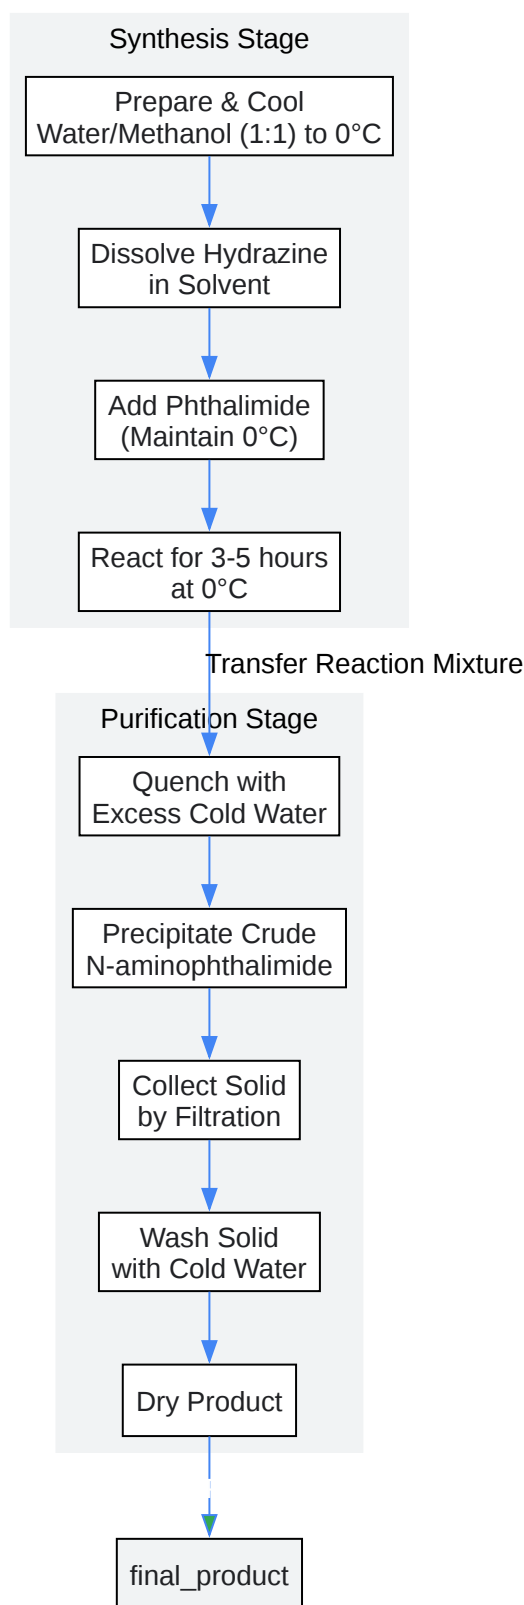 Synthesis Stage
Prepare & Cool
Water/Methanol (1:1) to 0°C
Dissolve Hydrazine
in Solvent
Add Phthalimide
(Maintain 0°C)
React for 3-5 hours
at 0°C
Transfer Reaction Mixture
Purification Stage
Quench with
Excess Cold Water
Precipitate Crude
N-aminophthalimide
Collect Solid
by Filtration
Wash Solid
with Cold Water
Dry Product
final_product